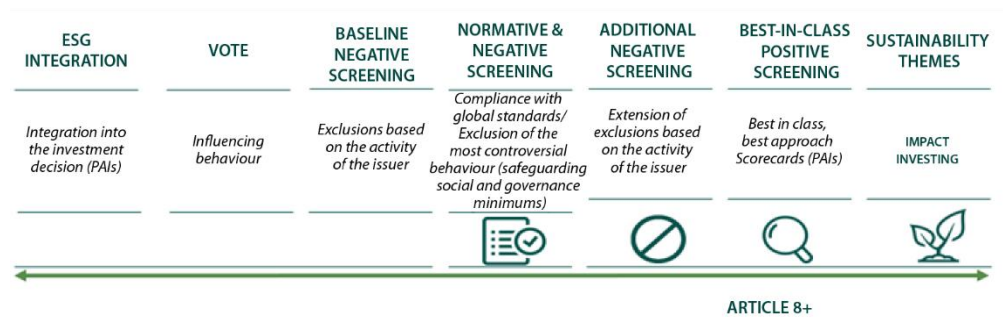 ESG
INTEGRATION
VOTE
BASELINE
NEGATIVE
SCREENING
NORMATIVE &
NEGATIVE
SCREENING
ADDITIONAL
NEGATIVE
SCREENING
BEST-IN-CLASS
POSITIVE
SCREENING
SUSTAINABILITY
THEMES
Integration into
the investment
decision (PAIs)
Influencing
behaviour
Exclusions based
on the activity
of the issuer
Compliance with
global standards/
Exclusion of the
most controversial
behaviour (safeguarding
social and governance
minimums)
Extension of
exclusions based
on the activity
of the issuer
Best in class,
best approach
Scorecards (PAIs)
IMPACT
INVESTING
ARTICLE 8+